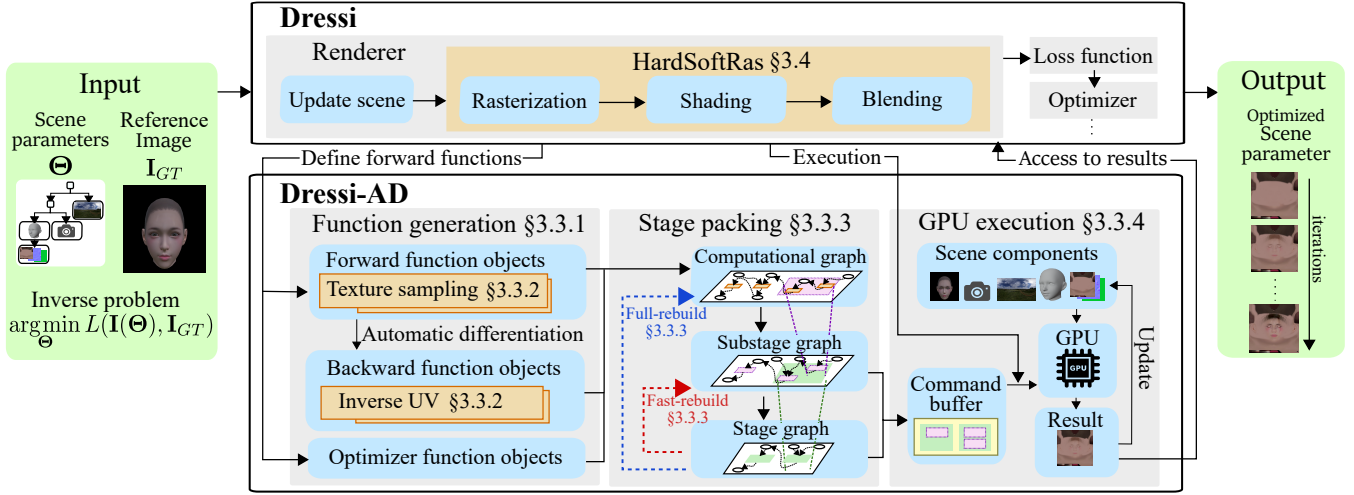 Input
Scene
parameters
Θ
Reference
Image
I_GT
Inverse problem
arg min L(I(Θ), I_GT)
Θ
Dressi
Renderer
Update scene
HardSoftRas §3.4
Rasterization
Shading
Blending
Loss function
Optimizer
⋮
Define forward functions
Execution
Access to results
Dressi-AD
Function generation §3.3.1
Forward function objects
Texture sampling §3.3.2
Automatic differentiation
Backward function objects
Inverse UV §3.3.2
Optimizer function objects
Stage packing §3.3.3
Computational graph
Full-rebuild
§3.3.3
Substage graph
Fast-rebuild
§3.3.3
Stage graph
GPU execution §3.3.4
Scene components
GPU
GPU
Command
buffer
Result
Update
Output
Optimized
Scene
parameter
iterations